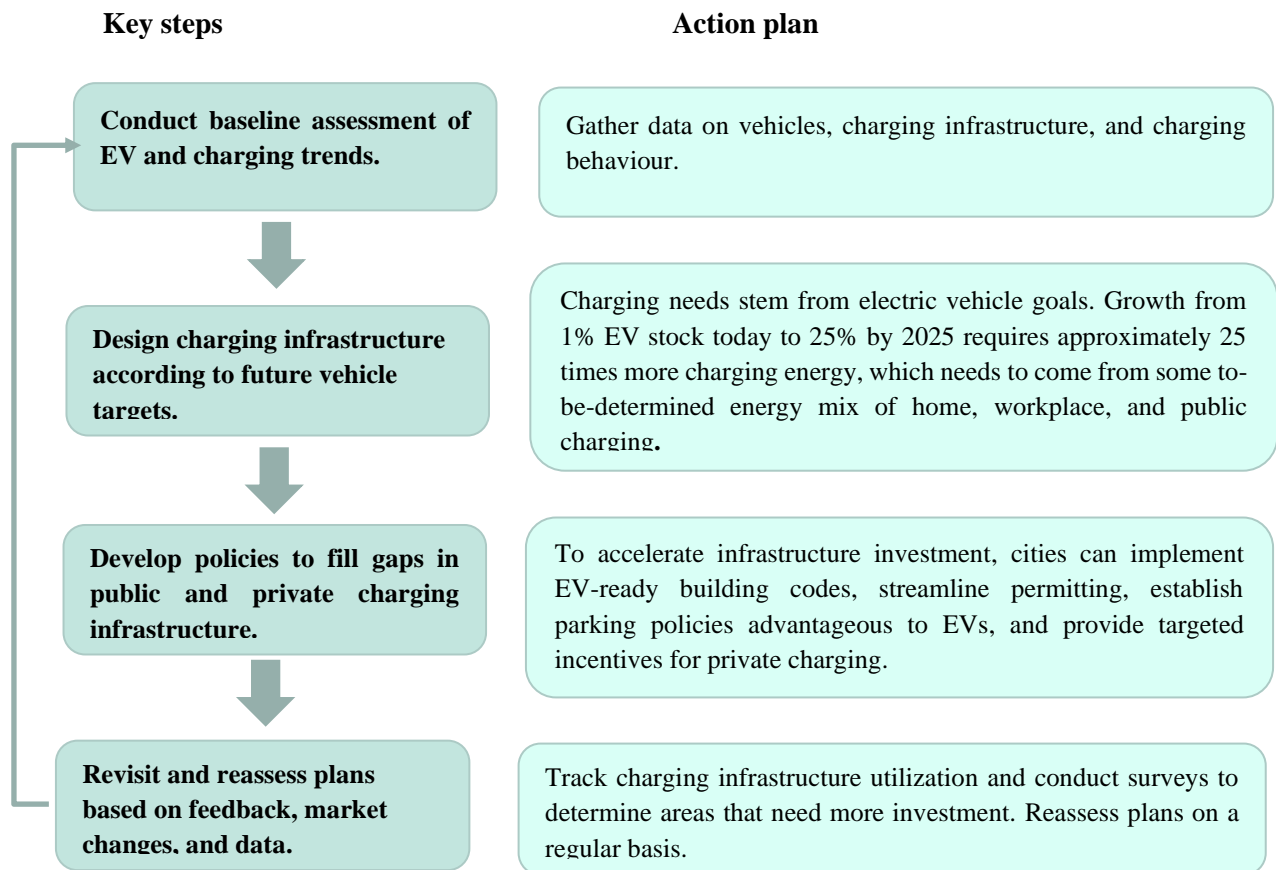 Key steps
Action plan
Conduct baseline assessment of
EV and charging trends.
Gather data on vehicles, charging infrastructure, and charging
behaviour.
Design charging infrastructure
according to future vehicle
targets.
Charging needs stem from electric vehicle goals. Growth from
1% EV stock today to 25% by 2025 requires approximately 25
times more charging energy, which needs to come from some to-
be-determined energy mix of home, workplace, and public
charging.
Develop policies to fill gaps in
public and private charging
infrastructure.
To accelerate infrastructure investment, cities can implement
EV-ready building codes, streamline permitting, establish
parking policies advantageous to EVs, and provide targeted
incentives for private charging.
Revisit and reassess plans
based on feedback, market
changes, and data.
Track charging infrastructure utilization and conduct surveys to
determine areas that need more investment. Reassess plans on a
regular basis.